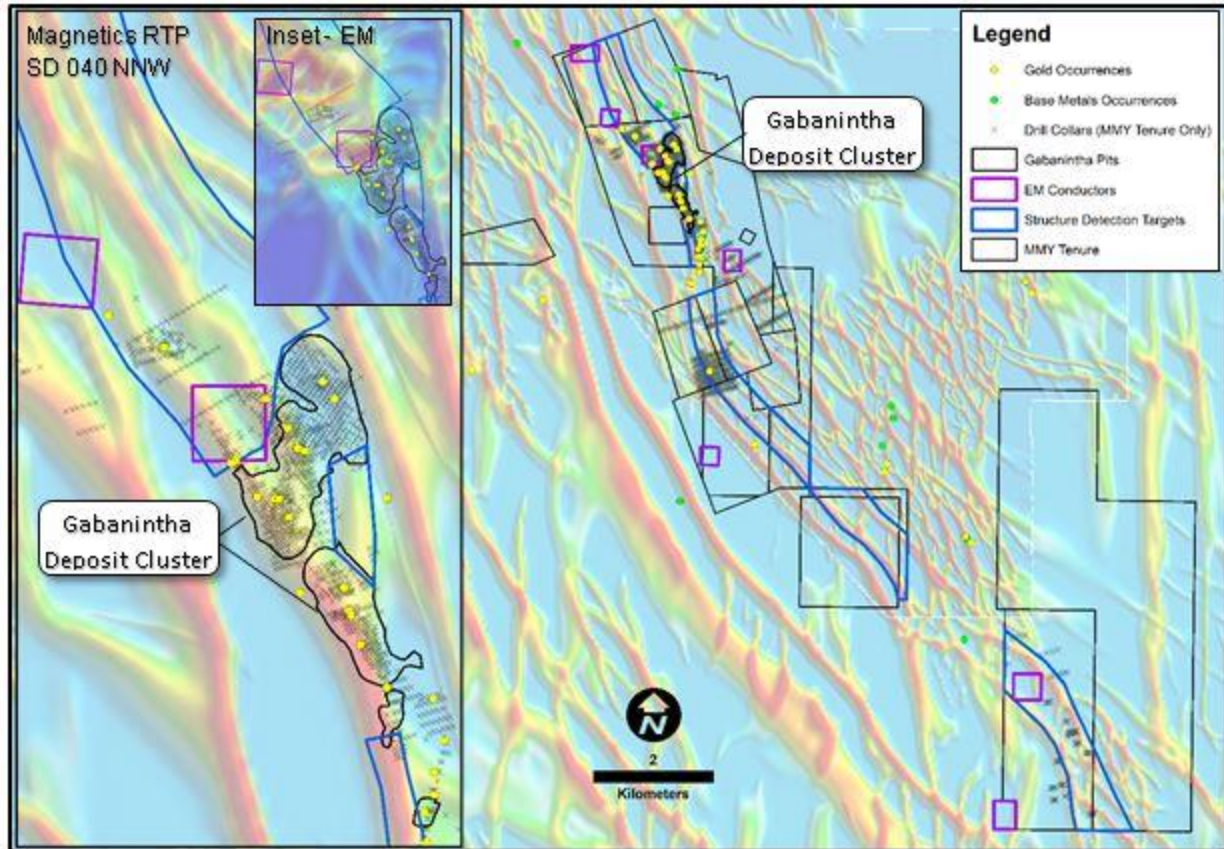 Magnetics RTP
SD 040 NNW
Inset- EM
Gabanintha
Deposit Cluster
Gabanintha
Deposit Cluster
Legend
Gold Occurrences
Base Metals Occurrences
Drill Collars (MMY Tenure Only)
Gabanintha Pits
EM Conductors
Structure Detection Targets
MMY Tenure
N
2
Kilometers